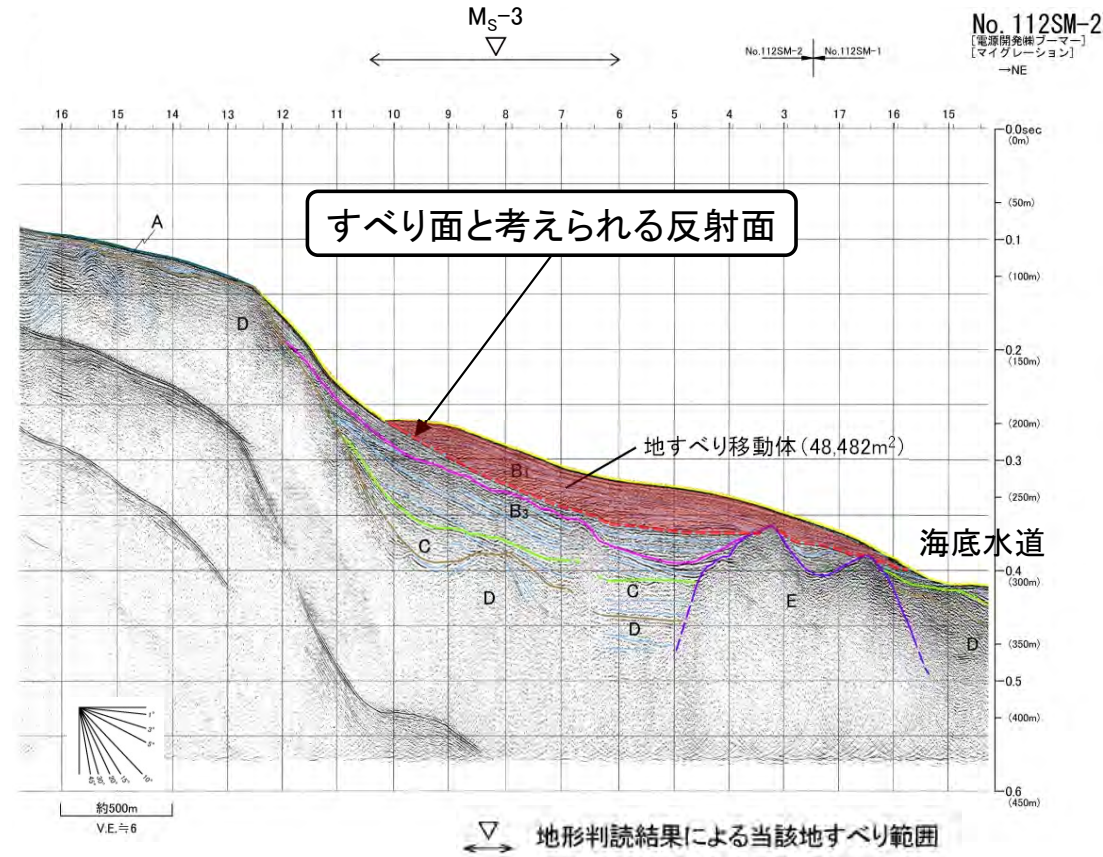 M_S-3
▽
No. 112SM-2
[電源開発㈱ブーマー]
[マイグレーション]
→NE
No.112SM-2 No.112SM-1
16 15 14 13 12 11 10 9 8 7 6 5 4 3 17 16 15
0.0sec
(0m)
(50m)
0.1
(100m)
0.2
(150m)
(200m)
0.3
(250m)
0.4
(300m)
(350m)
0.5
(400m)
0.6
(450m)
A
すべり面と考えられる反射面
D
地すべり移動体(48,482m²)
B₁
B₃
海底水道
C
C
D
E
D
D
1°
3°
5°
10°
約500m
V.E.≒6
▽ 地形判読結果による当該地すべり範囲